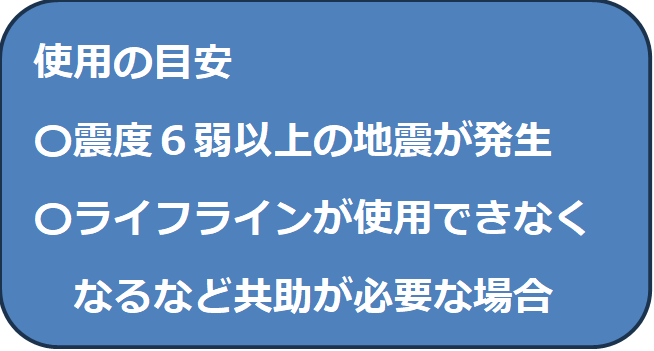 使用の目安
〇震度６弱以上の地震が発生
〇ライフラインが使用できなく
なるなど共助が必要な場合